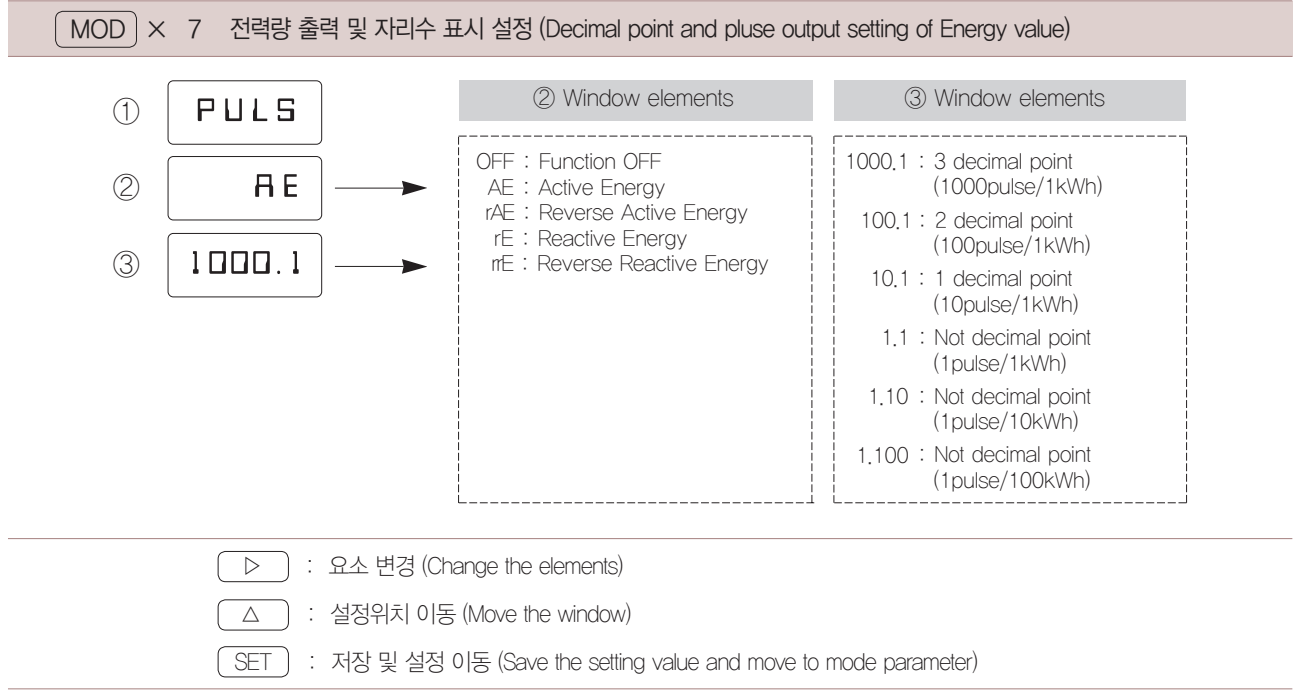 MOD × 7 전력량 출력 및 자리수 표시 설정 (Decimal point and pluse output setting of Energy value)
① PULS
② AE
③ 1000.1
② Window elements
OFF : Function OFF
AE : Active Energy
rAE : Reverse Active Energy
rE : Reactive Energy
rrE : Reverse Reactive Energy
③ Window elements
1000.1 : 3 decimal point
(1000pulse/1kWh)
100.1 : 2 decimal point
(100pulse/1kWh)
10.1 : 1 decimal point
(10pulse/1kWh)
1.1 : Not decimal point
(1pulse/1kWh)
1.10 : Not decimal point
(1pulse/10kWh)
1.100 : Not decimal point
(1pulse/100kWh)
▷ : 요소 변경 (Change the elements)
△ : 설정위치 이동 (Move the window)
SET : 저장 및 설정 이동 (Save the setting value and move to mode parameter)